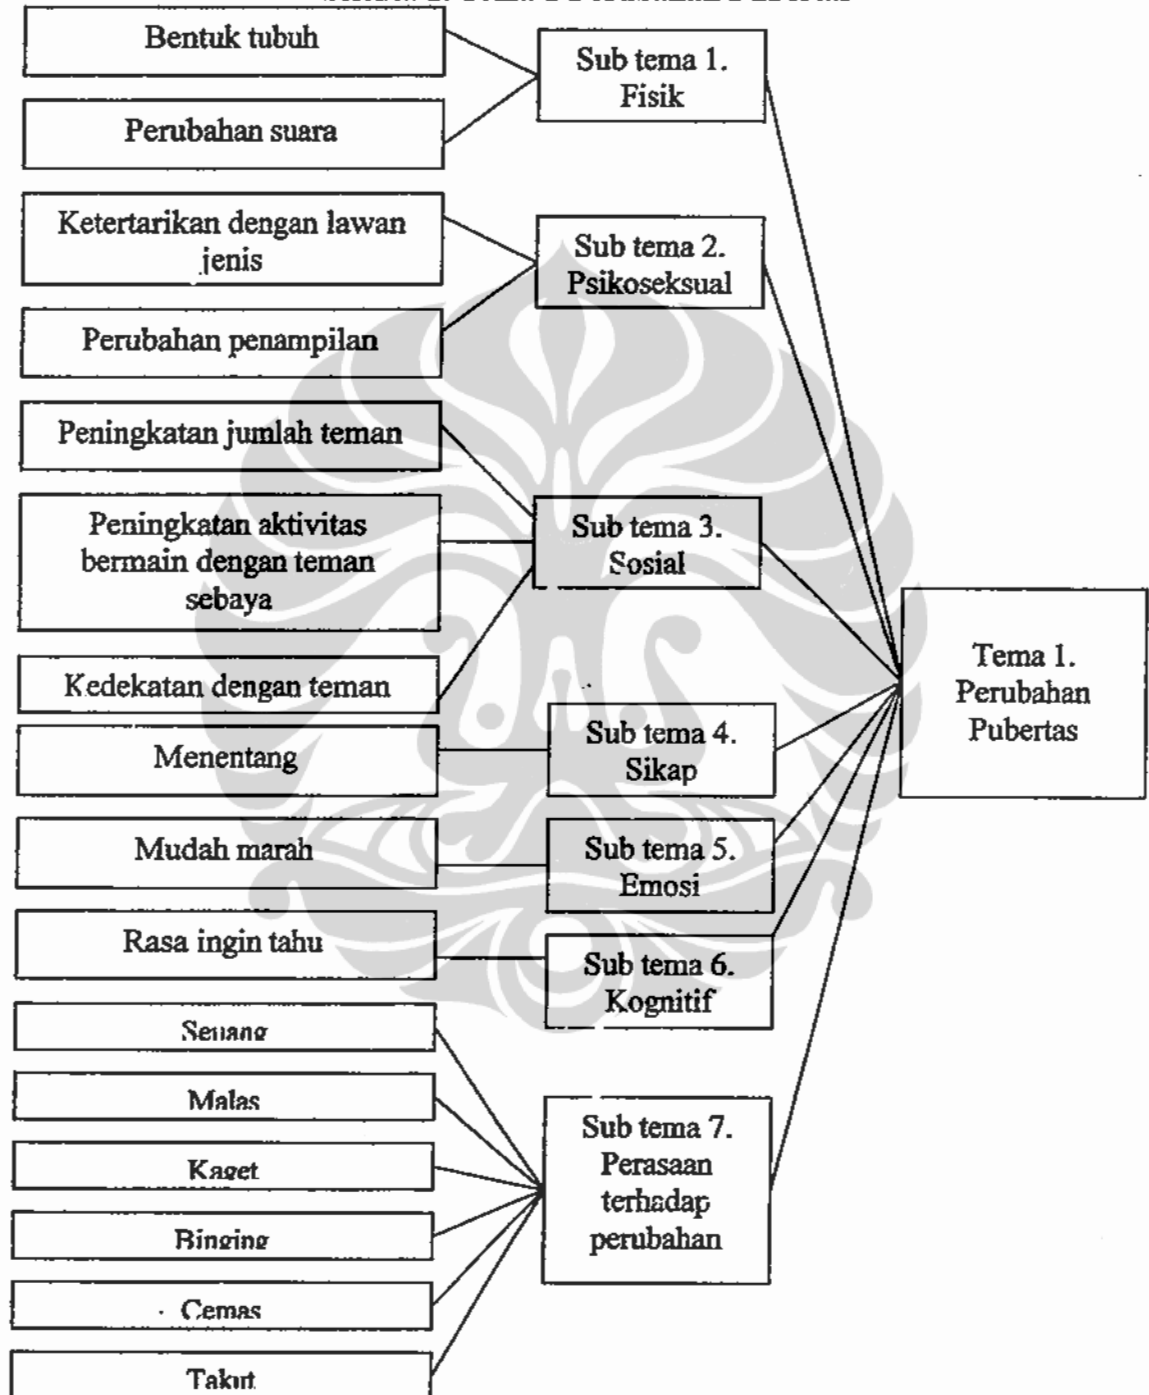 Bentuk tubuh
Perubahan suara
Sub tema 1.
Fisik
Ketertarikan dengan lawan
jenis
Perubahan penampilan
Sub tema 2.
Psikoseksual
Peningkatan jumlah teman
Peningkatan aktivitas
bermain dengan teman
sebaya
Kedekatan dengan teman
Sub tema 3.
Sosial
Menentang
Sub tema 4.
Sikap
Mudah marah
Sub tema 5.
Emosi
Rasa ingin tahu
Sub tema 6.
Kognitif
Senang
Malas
Kaget
Binging
Cemas
Takut
Sub tema 7.
Perasaan
terhadap
perubahan
Tema 1.
Perubahan
Pubertas